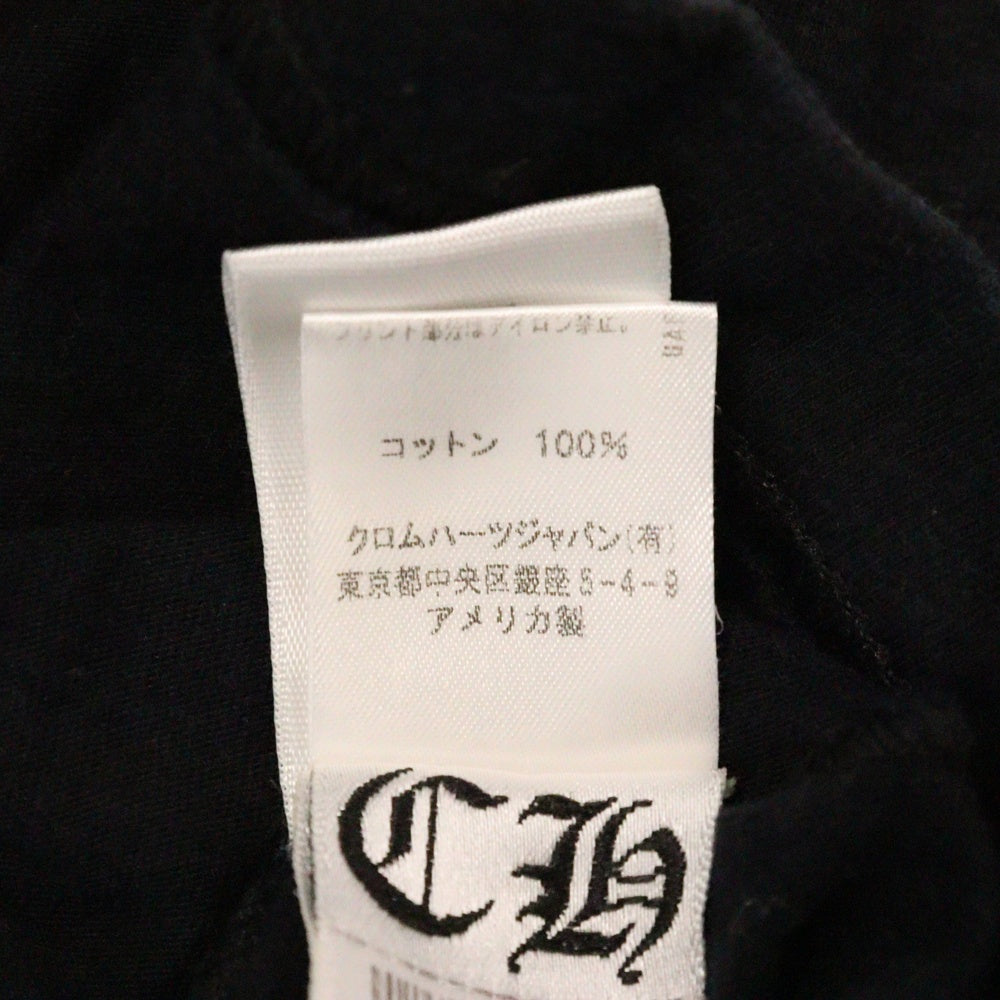 プリント部分はアイロン禁止。
コットン 100%
クロムハーツジャパン(有)
東京都中央区銀座5-4-9
アメリカ製
CH